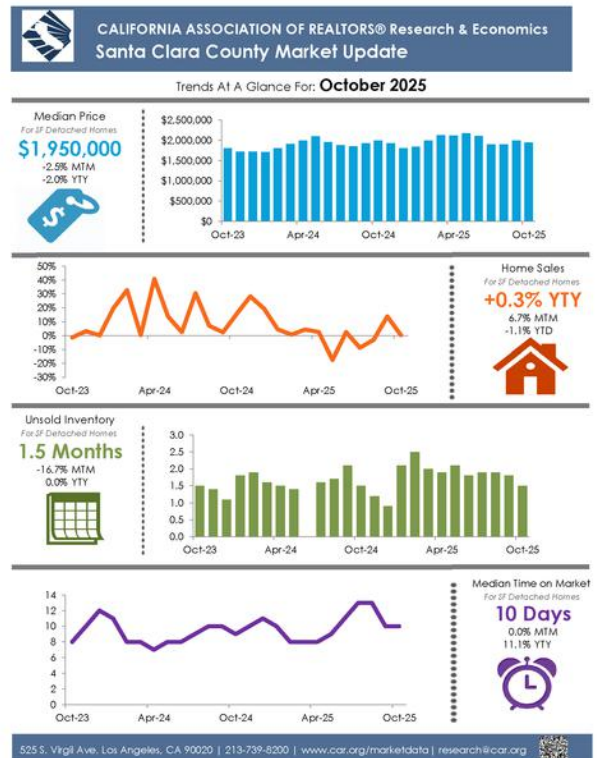 CALIFORNIA ASSOCIATION OF REALTORS® Research & Economics
Santa Clara County Market Update
Trends At A Glance For: October 2025
Median Price
For SF Detached Homes
$1,950,000
-2.5% MTM
-2.0% YTY
$2,500,000
$2,000,000
$1,500,000
$1,000,000
$500,000
$0
Oct-23 Apr-24 Oct-24 Apr-25 Oct-25
50%
40%
30%
20%
10%
0%
-10%
-20%
-30%
Oct-23 Apr-24 Oct-24 Apr-25 Oct-25
Home Sales
For SF Detached Homes
+0.3% YTY
6.7% MTM
-1.1% YTD
Unsold Inventory
For SF Detached Homes
1.5 Months
-16.7% MTM
0.0% YTY
3.0
2.5
2.0
1.5
1.0
0.5
0.0
Oct-23 Apr-24 Oct-24 Apr-25 Oct-25
14
12
10
8
6
4
2
0
Oct-23 Apr-24 Oct-24 Apr-25 Oct-25
Median Time on Market
For SF Detached Homes
10 Days
0.0% MTM
11.1% YTY
525 S. Virgil Ave. Los Angeles, CA 90020 | 213-739-8200 | www.car.org/marketdata | research@car.org